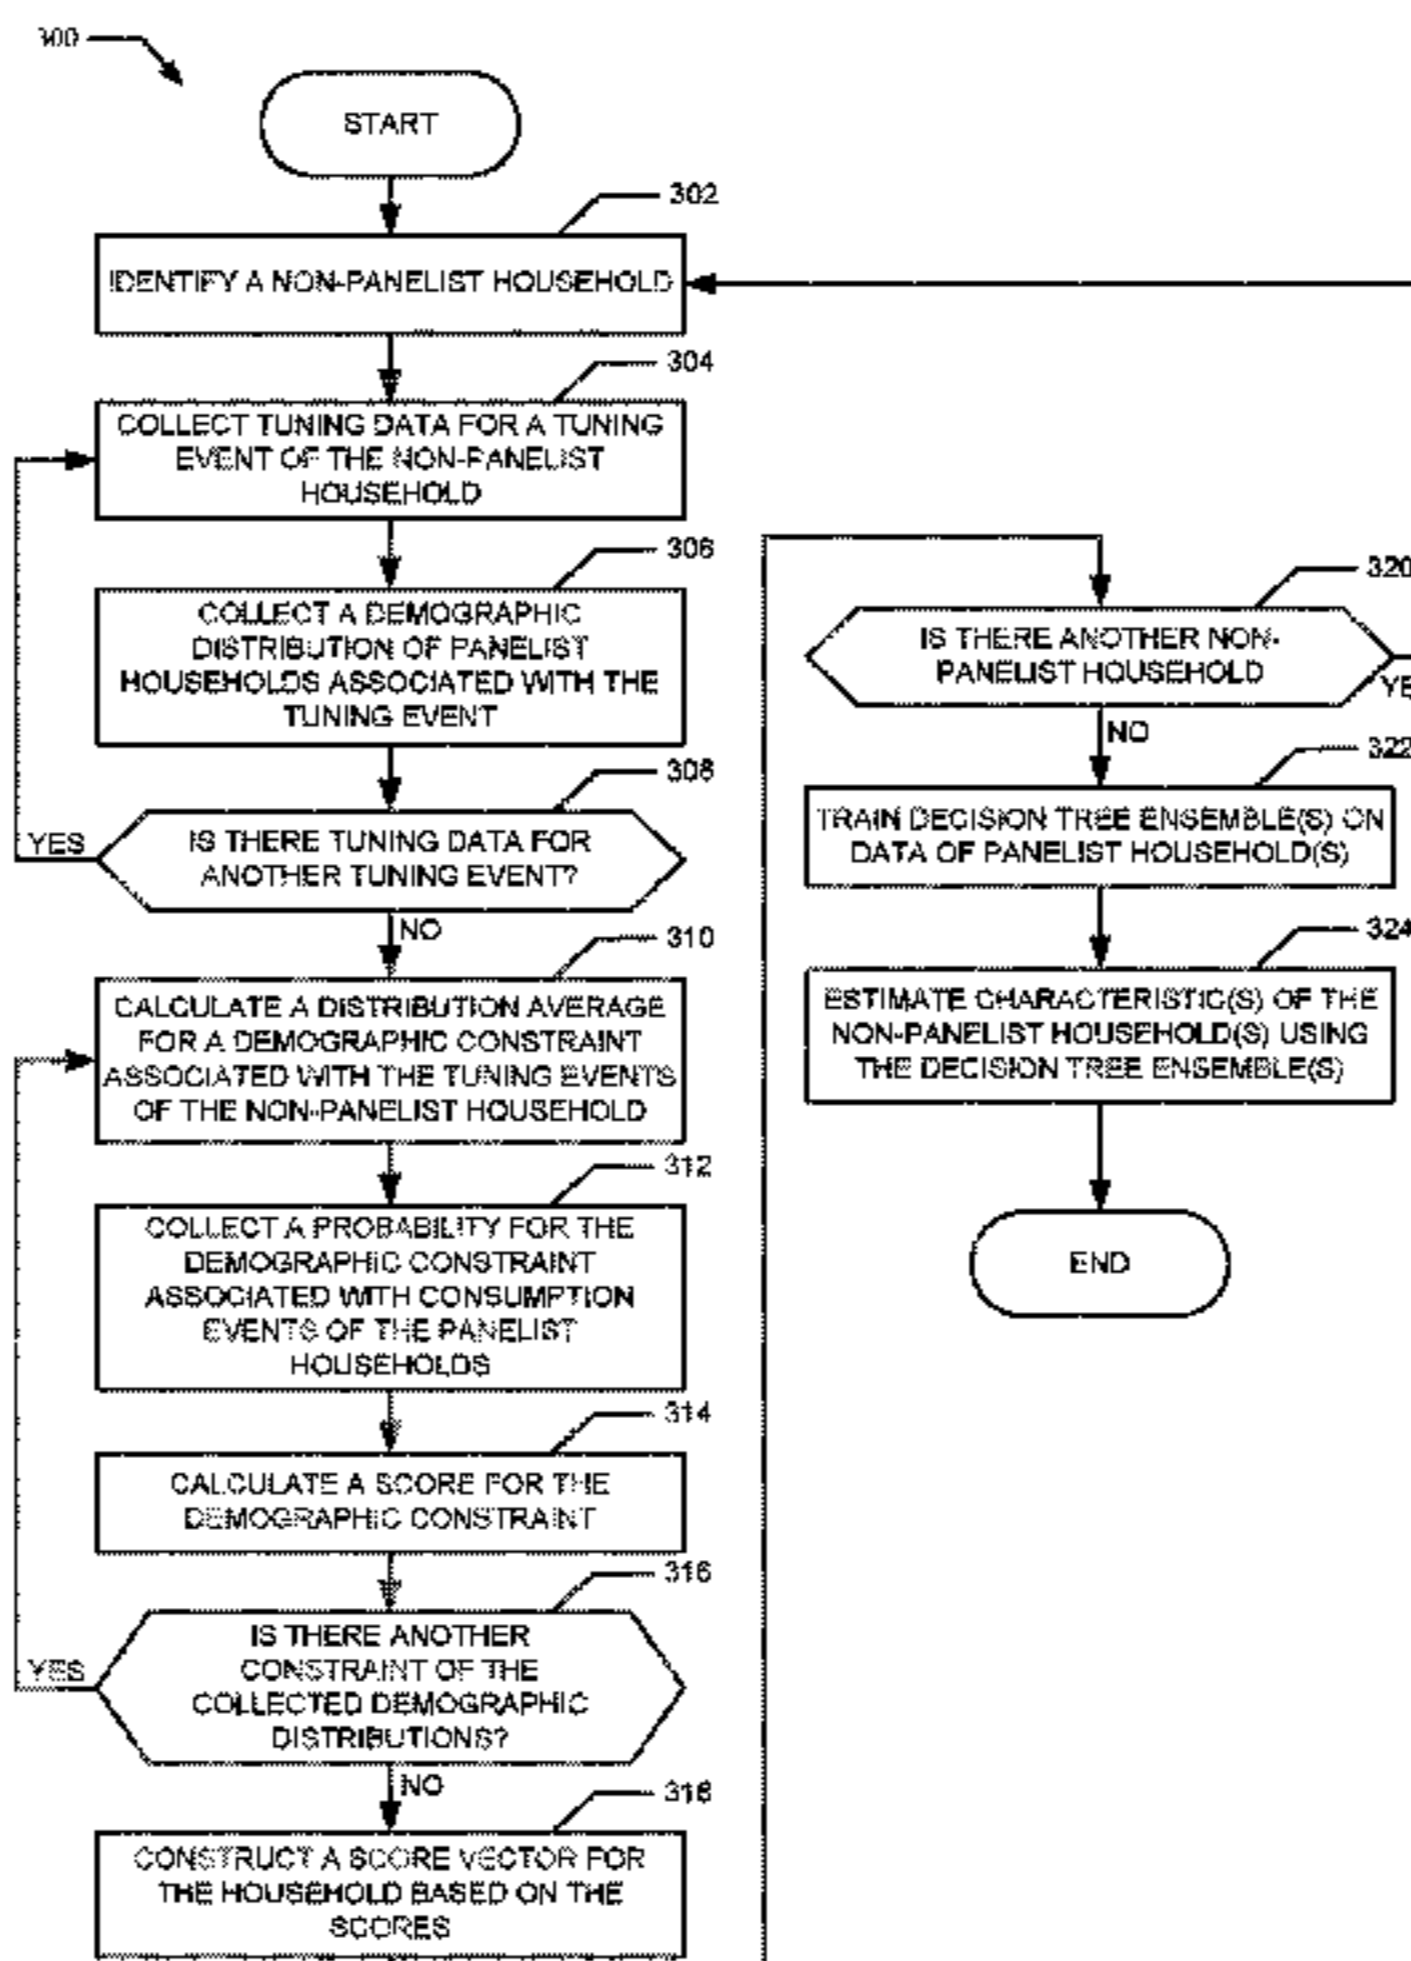 300
START
302
IDENTIFY A NON-PANELIST HOUSEHOLD
304
COLLECT TUNING DATA FOR A TUNING
EVENT OF THE NON-PANELIST
HOUSEHOLD
306
COLLECT A DEMOGRAPHIC
DISTRIBUTION OF PANELIST
HOUSEHOLDS ASSOCIATED WITH THE
TUNING EVENT
308
IS THERE TUNING DATA FOR
ANOTHER TUNING EVENT?
YES
NO
310
CALCULATE A DISTRIBUTION AVERAGE
FOR A DEMOGRAPHIC CONSTRAINT
ASSOCIATED WITH THE TUNING EVENTS
OF THE NON-PANELIST HOUSEHOLD
312
COLLECT A PROBABILITY FOR THE
DEMOGRAPHIC CONSTRAINT
ASSOCIATED WITH CONSUMPTION
EVENTS OF THE PANELIST
HOUSEHOLDS
314
CALCULATE A SCORE FOR THE
DEMOGRAPHIC CONSTRAINT
316
IS THERE ANOTHER
CONSTRAINT OF THE
COLLECTED DEMOGRAPHIC
DISTRIBUTIONS?
YES
NO
318
CONSTRUCT A SCORE VECTOR FOR
THE HOUSEHOLD BASED ON THE
SCORES
320
IS THERE ANOTHER NON-
PANELIST HOUSEHOLD
YE
NO
322
TRAIN DECISION TREE ENSEMBLE(S) ON
DATA OF PANELIST HOUSEHOLD(S)
324
ESTIMATE CHARACTERISTIC(S) OF THE
NON-PANELIST HOUSEHOLD(S) USING
THE DECISION TREE ENSEMBLE(S)
END